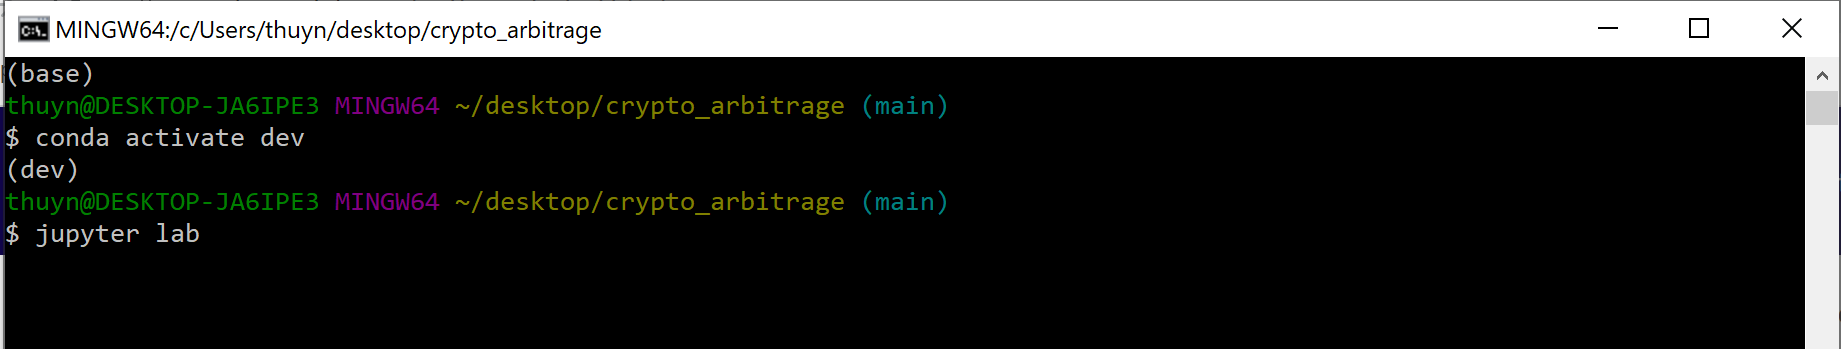 MINGW64:/c/Users/thuyn/desktop/crypto_arbitrage
(base)
thuyn@DESKTOP-JA6IPE3 MINGW64 ~/desktop/crypto_arbitrage (main)
$ conda activate dev
(dev)
thuyn@DESKTOP-JA6IPE3 MINGW64 ~/desktop/crypto_arbitrage (main)
$ jupyter lab